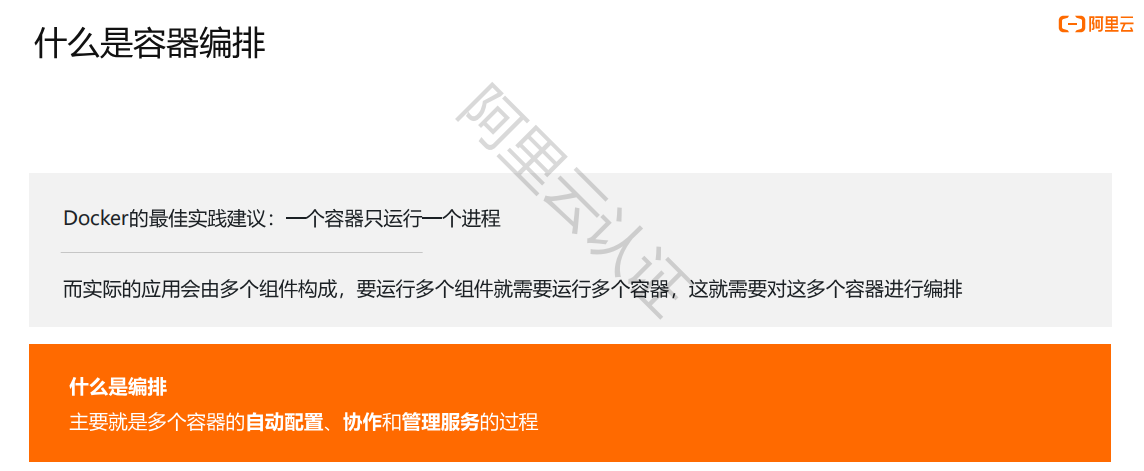 什么是容器编排
阿里云
阿里云认证
Docker的最佳实践建议：一个容器只运行一个进程
而实际的应用会由多个组件构成，要运行多个组件就需要运行多个容器，这就需要对这多个容器进行编排
什么是编排
主要就是多个容器的自动配置、协作和管理服务的过程